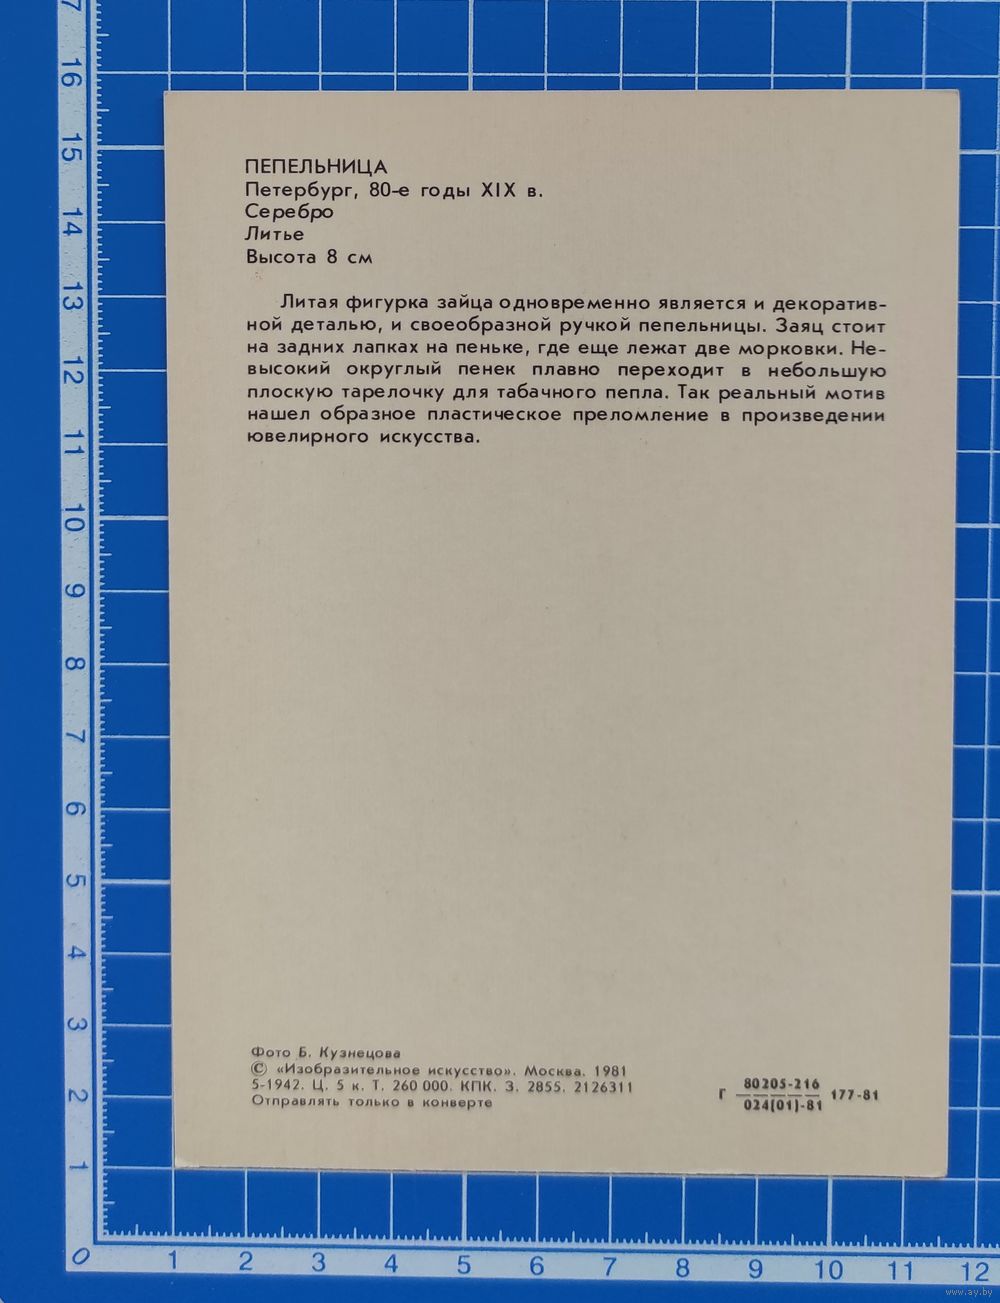 ПЕПЕЛЬНИЦА
Петербург, 80-е годы XIX в.
Серебро
Литье
Высота 8 см
Литая фигурка зайца одновременно является и декоратив-
ной деталью, и своеобразной ручкой пепельницы. Заяц стоит
на задних лапках на пеньке, где еще лежат две морковки. Не-
высокий округлый пенек плавно переходит в небольшую
плоскую тарелочку для табачного пепла. Так реальный мотив
нашел образное пластическое преломление в произведении
ювелирного искусства.
Фото Б. Кузнецова
© «Изобразительное искусство». Москва. 1981
5-1942. Ц. 5 к. Т. 260 000. КПК. З. 2855. 2126311
Отправлять только в конверте
Г 80205-216 177-81
024(01)-81
17
16
15
14
13
12
11
10
9
8
7
6
5
4
3
2
1
0 1 2 3 4 5 6 7 8 9 10 11 12
www.ay.by